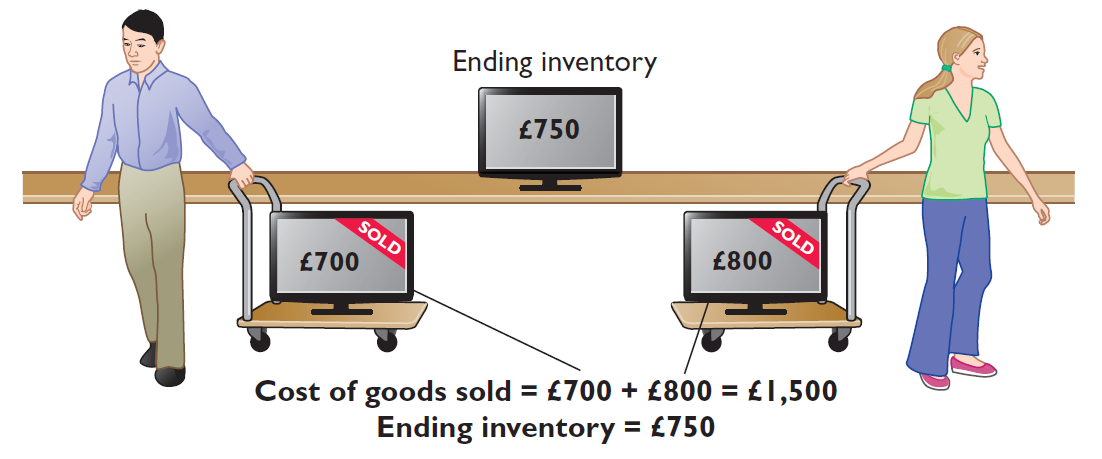 Ending inventory
£750
SOLD
£700
SOLD
£800
Cost of goods sold = £700 + £800 = £1,500
Ending inventory = £750